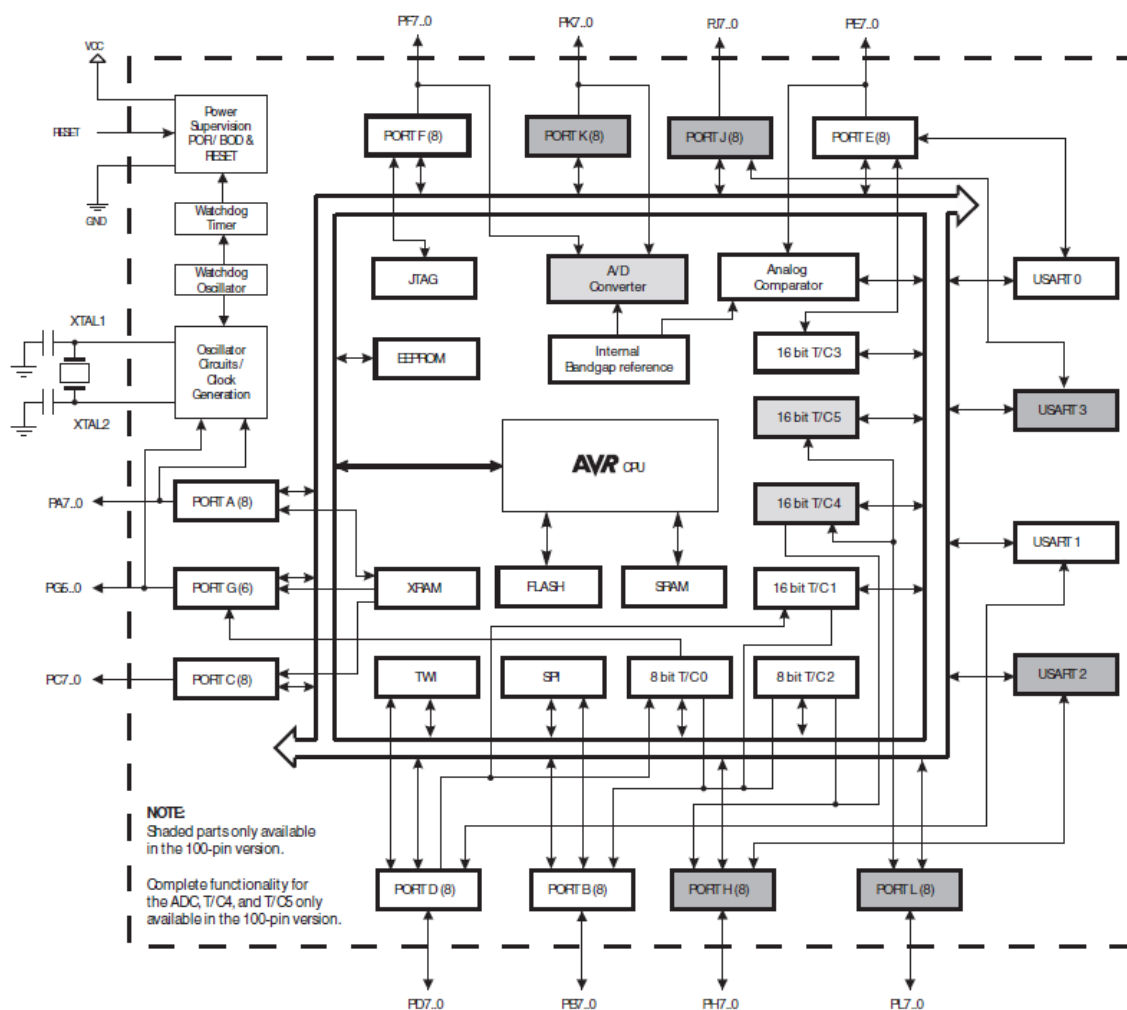 PF7..0
PK7..0
PJ7..0
PE7..0
VCC
RESET
GND
Power
Supervision
POR/ BOD &
RESET
Watchdog
Timer
Watchdog
Oscillator
XTAL1
XTAL2
Oscillator
Circuits /
Clock
Generation
PORT F (8)
PORT K (8)
PORT J (8)
PORT E (8)
JTAG
A/D
Converter
Analog
Comparator
USART 0
EEPROM
Internal
Bandgap reference
16 bit T/C3
16 bit T/C5
USART 3
AVR CPU
PA7..0
PORT A (8)
16 bit T/C4
USART 1
PG5..0
PORT G (6)
XRAM
FLASH
SRAM
16 bit T/C1
PC7..0
PORT C (8)
TWI
SPI
8 bit T/C0
8 bit T/C2
USART 2
NOTE:
Shaded parts only available
in the 100-pin version.
Complete functionality for
the ADC, T/C4, and T/C5 only
available in the 100-pin version.
PORT D (8)
PORT B (8)
PORT H (8)
PORT L (8)
PD7..0
PB7..0
PH7..0
PL7..0